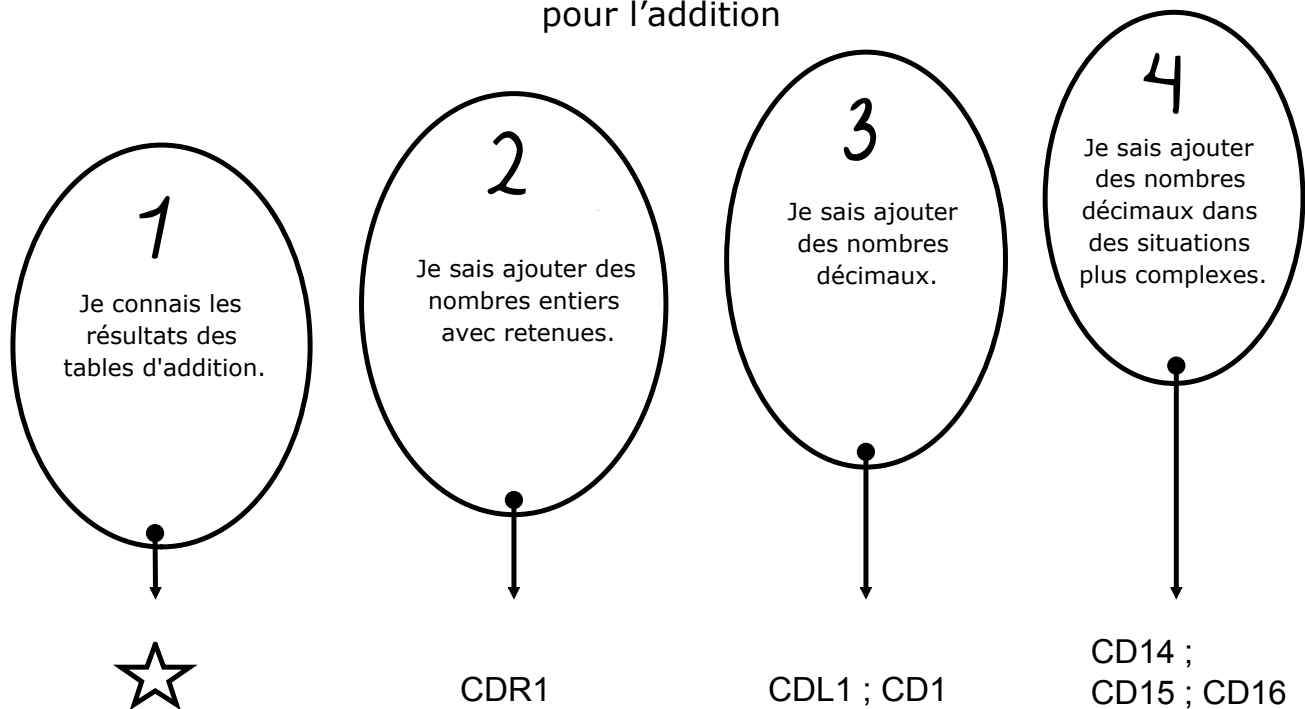 pour l'addition
1
Je connais les
résultats des
tables d'addition.
2
Je sais ajouter des
nombres entiers
avec retenues.
3
Je sais ajouter
des nombres
décimaux.
4
Je sais ajouter
des nombres
décimaux dans
des situations
plus complexes.
CDR1
CDL1 ; CD1
CD14 ;
CD15 ; CD16